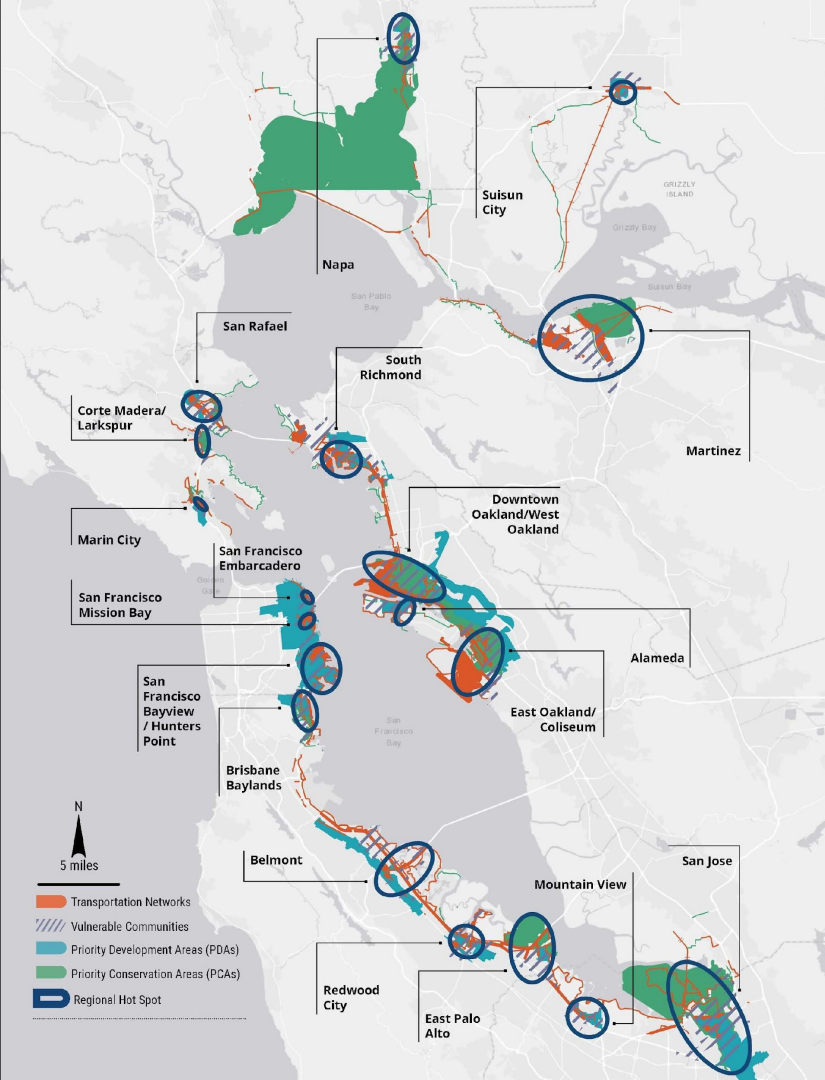 GRIZZLY
ISLAND
Suisun
City
Grizzly Bay
Napa
Suisun Bay
San Pablo
Bay
San Rafael
South
Richmond
Corte Madera/
Larkspur
Martinez
Downtown
Oakland/West
Oakland
Marin City
San Francisco
Embarcadero
Golden
Gate
San Francisco
Mission Bay
Alameda
San
Francisco
Bayview
/ Hunters
Point
East Oakland/
Coliseum
San
Francisco
Bay
Brisbane
Baylands
N
5 miles
Belmont
San Jose
Mountain View
Transportation Networks
Vulnerable Communities
Priority Development Areas (PDAs)
Priority Conservation Areas (PCAs)
Regional Hot Spot
Redwood
City
East Palo
Alto